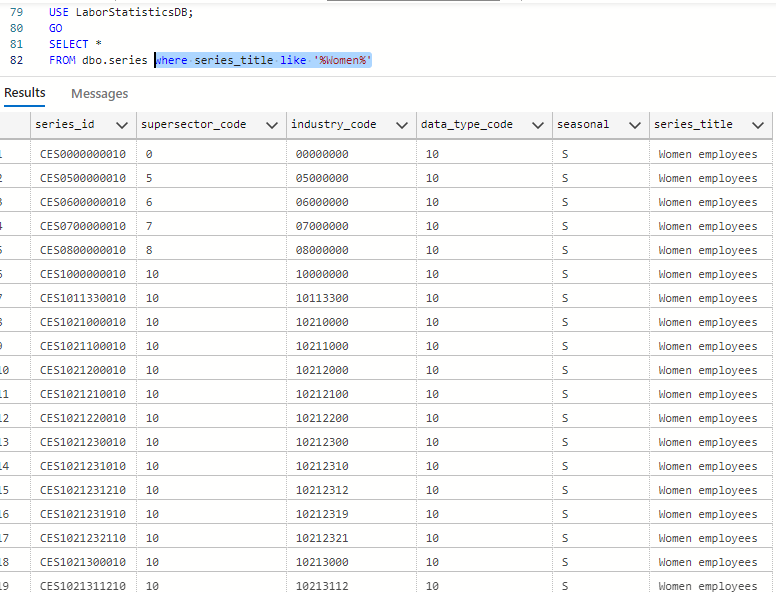 79 USE LaborStatisticsDB;
80 GO
81 SELECT *
82 FROM dbo.series where series_title like '%Women%'
Results Messages
series_id supersector_code industry_code data_type_code seasonal series_title
1 CES0000000010 0 00000000 10 S Women employees
2 CES0500000010 5 05000000 10 S Women employees
3 CES0600000010 6 06000000 10 S Women employees
4 CES0700000010 7 07000000 10 S Women employees
5 CES0800000010 8 08000000 10 S Women employees
6 CES1000000010 10 10000000 10 S Women employees
7 CES1011330010 10 10113300 10 S Women employees
8 CES1021000010 10 10210000 10 S Women employees
9 CES1021100010 10 10211000 10 S Women employees
10 CES1021200010 10 10212000 10 S Women employees
11 CES1021210010 10 10212100 10 S Women employees
12 CES1021220010 10 10212200 10 S Women employees
13 CES1021230010 10 10212300 10 S Women employees
14 CES1021231010 10 10212310 10 S Women employees
15 CES1021231210 10 10212312 10 S Women employees
16 CES1021231910 10 10212319 10 S Women employees
17 CES1021232110 10 10212321 10 S Women employees
18 CES1021300010 10 10213000 10 S Women employees
19 CES1021311210 10 10213112 10 S Women employees